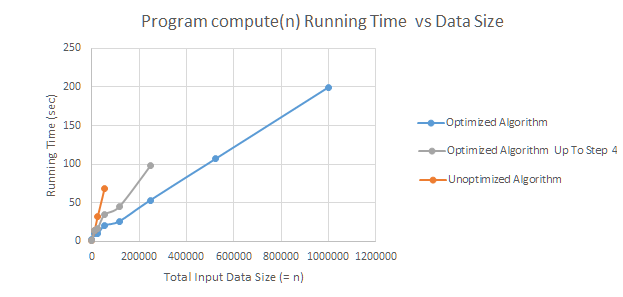 Program compute(n) Running Time vs Data Size
250
200
150
100
50
0
Running Time (sec)
0 200000 400000 600000 800000 1000000 1200000
Total Input Data Size (= n)
Optimized Algorithm
Optimized Algorithm Up To Step 4
Unoptimized Algorithm